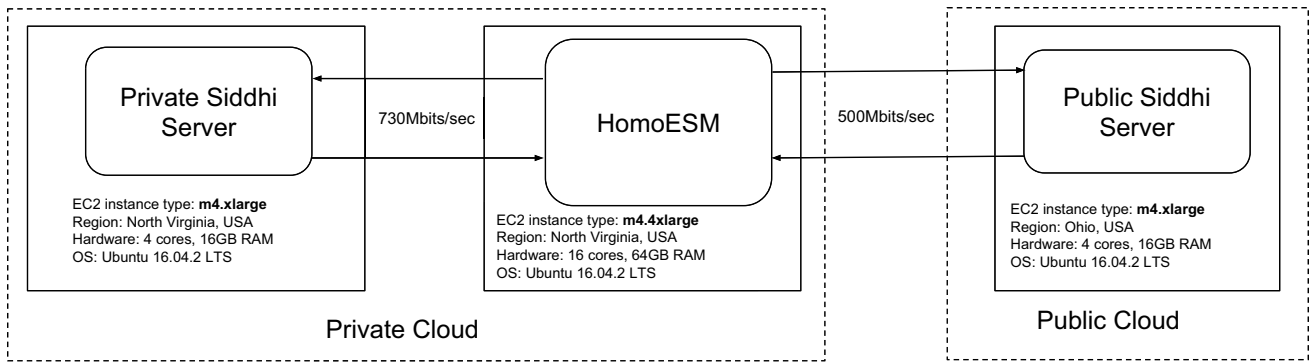 Private Siddhi
Server
EC2 instance type: m4.xlarge
Region: North Virginia, USA
Hardware: 4 cores, 16GB RAM
OS: Ubuntu 16.04.2 LTS
730Mbits/sec
HomoESM
EC2 instance type: m4.4xlarge
Region: North Virginia, USA
Hardware: 16 cores, 64GB RAM
OS: Ubuntu 16.04.2 LTS
Private Cloud
500Mbits/sec
Public Siddhi
Server
EC2 instance type: m4.xlarge
Region: Ohio, USA
Hardware: 4 cores, 16GB RAM
OS: Ubuntu 16.04.2 LTS
Public Cloud